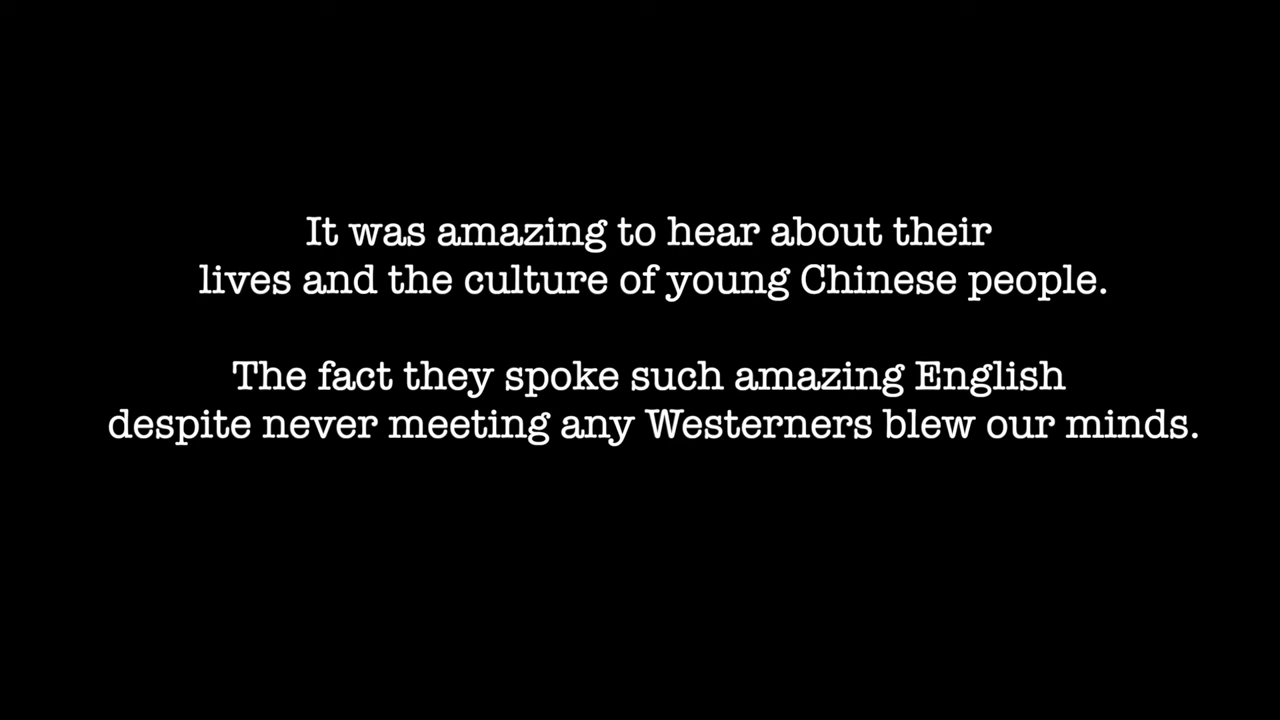 It was amazing to hear about their
lives and the culture of young Chinese people.
The fact they spoke such amazing English
despite never meeting any Westerners blew our minds.